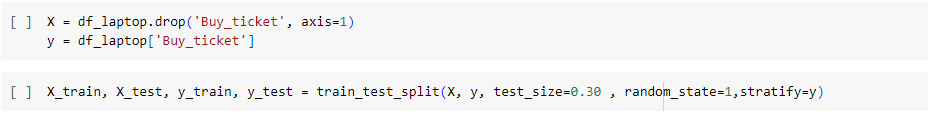 [ ] X = df_laptop.drop('Buy_ticket', axis=1)
y = df_laptop['Buy_ticket']
[ ] X_train, X_test, y_train, y_test = train_test_split(X, y, test_size=0.30 , random_state=1,stratify=y)